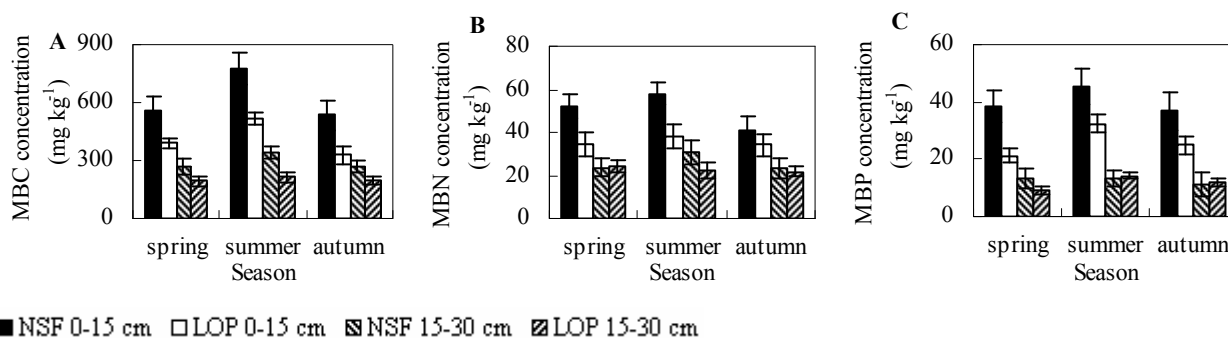 A
MBC concentration
(mg kg⁻¹)
900
600
300
0
spring summer autumn
Season
B
MBN concentration
(mg kg⁻¹)
80
60
40
20
0
spring summer autumn
Season
C
MBP concentration
(mg kg⁻¹)
60
40
20
0
spring summer autumn
Season
NSF 0-15 cm LOP 0-15 cm NSF 15-30 cm LOP 15-30 cm